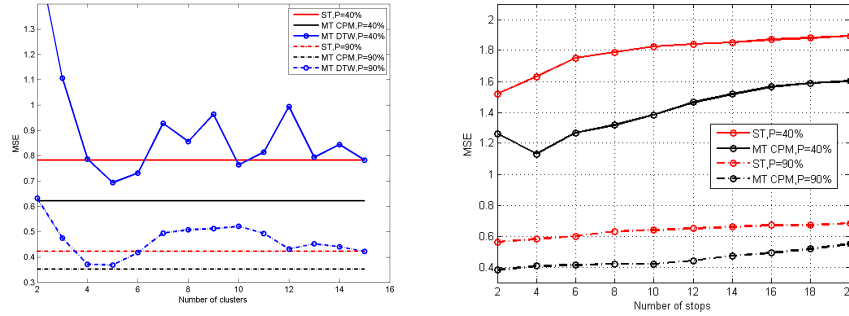 ST,P=40%
MT CPM,P=40%
MT DTW,P=40%
ST,P=90%
MT CPM,P=90%
MT DTW,P=90%
1.4
1.3
1.2
1.1
1
0.9
0.8
0.7
0.6
0.5
0.4
0.3
MSE
2 4 6 8 10 12 14 16
Number of clusters
2
1.8
1.6
1.4
1.2
1
0.8
0.6
0.4
MSE
ST,P=40%
MT CPM,P=40%
ST,P=90%
MT CPM,P=90%
2 4 6 8 10 12 14 16 18 20
Number of stops